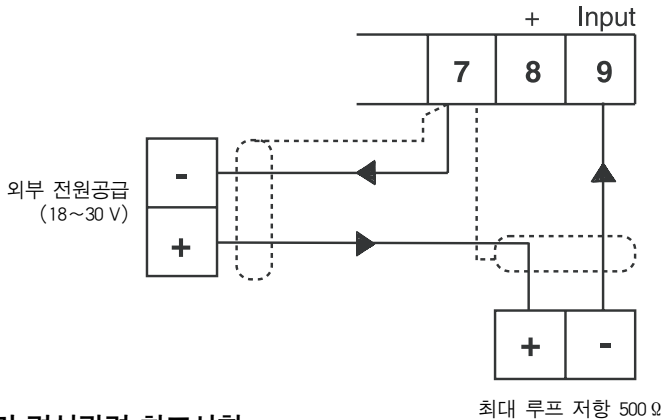 + Input
7 8 9
외부 전원공급
(18~30 V)
-
+
+ -
최대 루프 저항 500 Ω